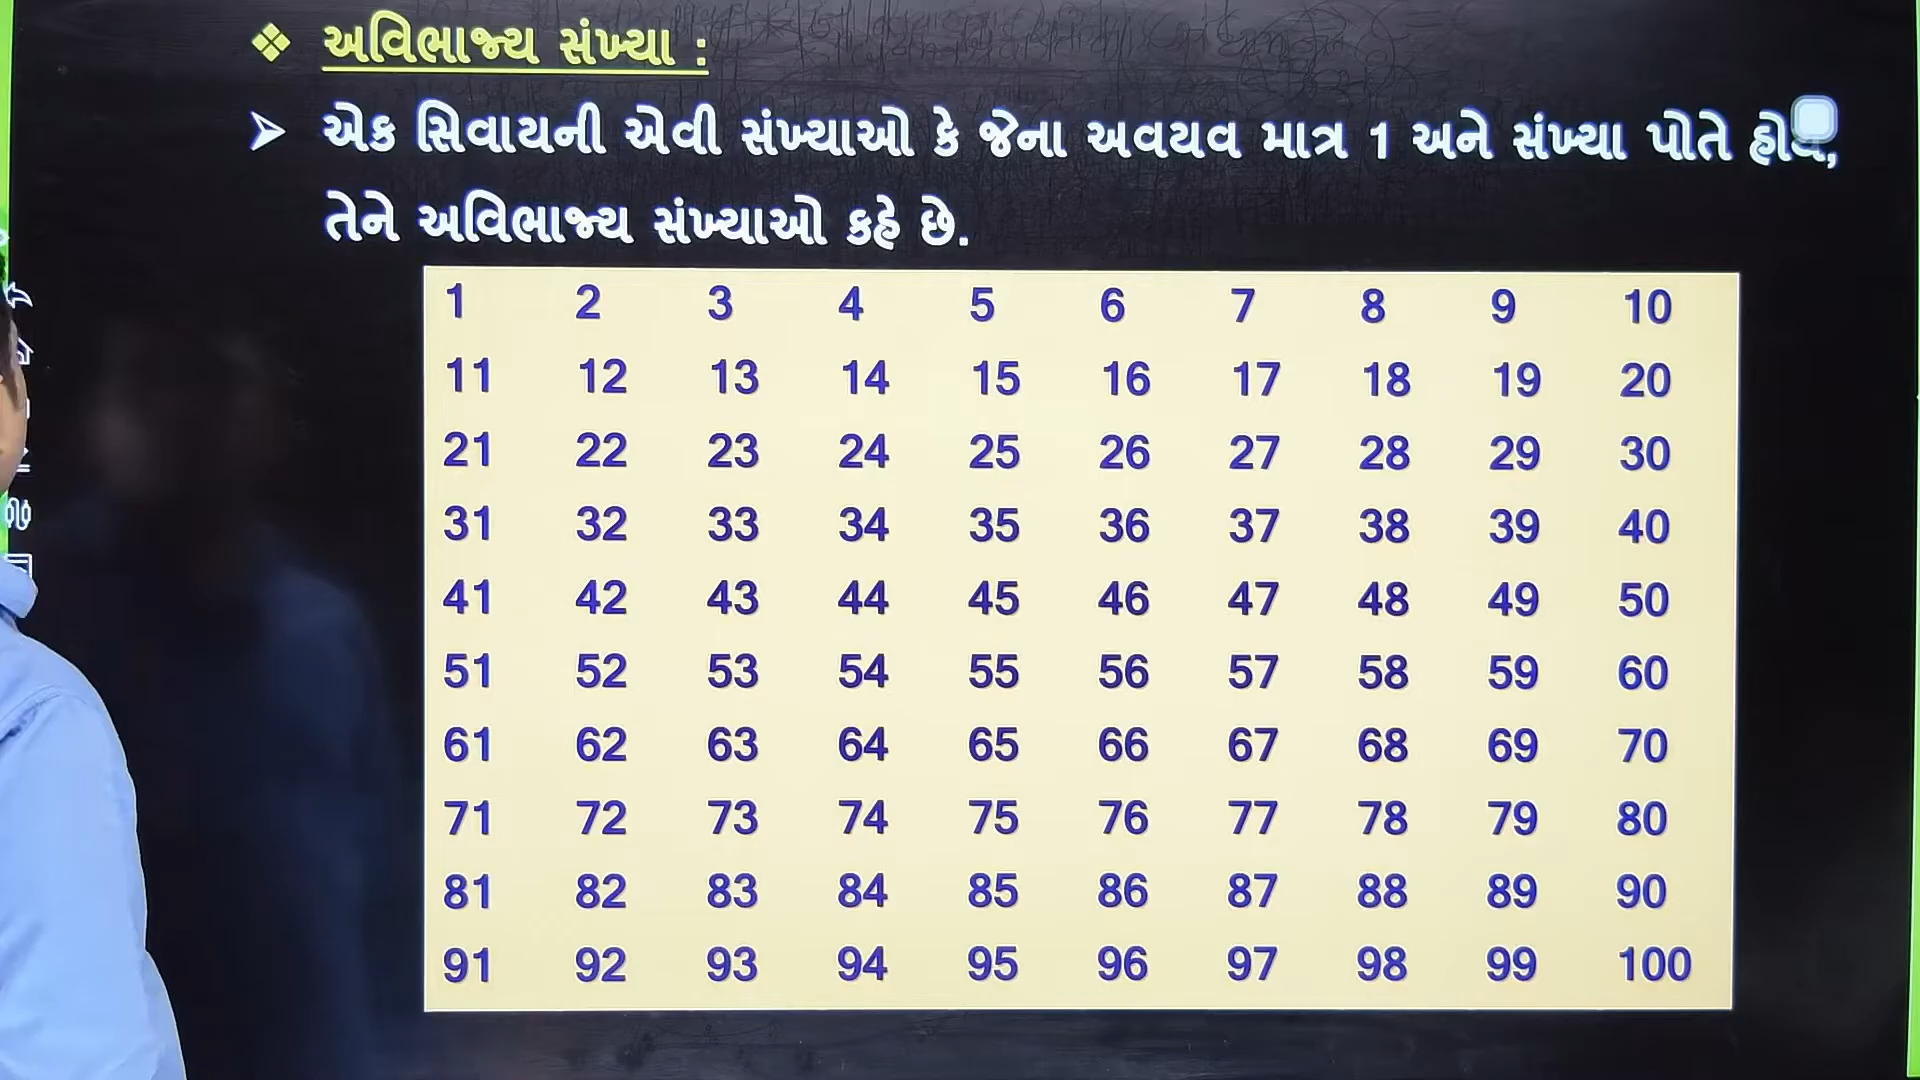 ❖ અવિભાજ્ય સંખ્યા :
➢ એક સિવાયની એવી સંખ્યાઓ કે જેના અવયવ માત્ર 1 અને સંખ્યા પોતે હોય,
તેને અવિભાજ્ય સંખ્યાઓ કહે છે.
1 2 3 4 5 6 7 8 9 10
11 12 13 14 15 16 17 18 19 20
21 22 23 24 25 26 27 28 29 30
31 32 33 34 35 36 37 38 39 40
41 42 43 44 45 46 47 48 49 50
51 52 53 54 55 56 57 58 59 60
61 62 63 64 65 66 67 68 69 70
71 72 73 74 75 76 77 78 79 80
81 82 83 84 85 86 87 88 89 90
91 92 93 94 95 96 97 98 99 100